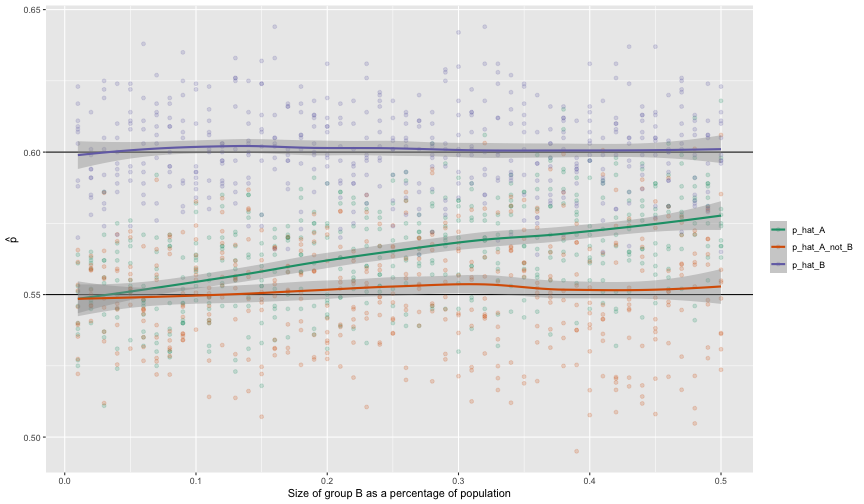 0.65
0.60
0.55
0.50
p̂
0.0 0.1 0.2 0.3 0.4 0.5
Size of group B as a percentage of population
p_hat_A
p_hat_A_not_B
p_hat_B